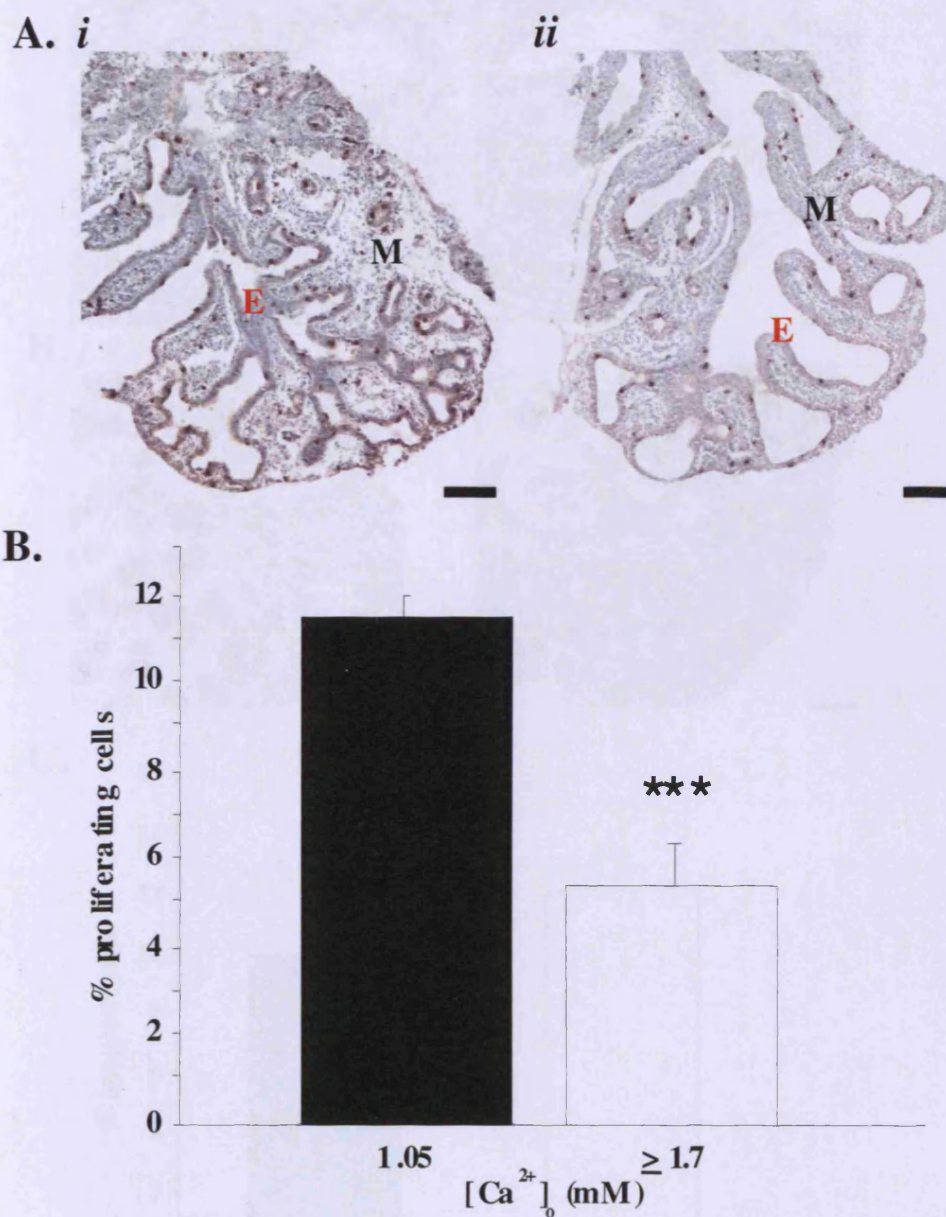 A. i ii
M M
E E
B.
12
10
8
6
4
2
0
% proliferating cells
***
1.05 ≥ 1.7
[Ca²⁺]ₒ (mM)